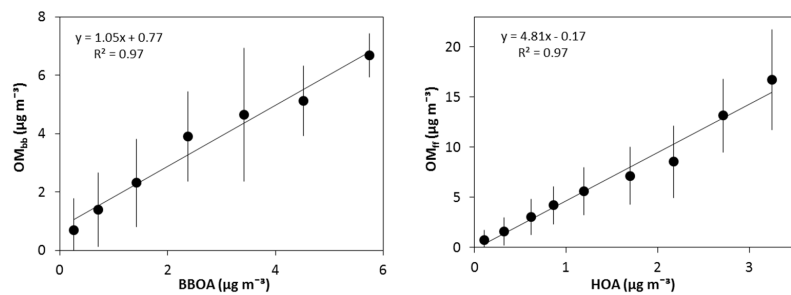 y = 1.05x + 0.77
R² = 0.97
8
6
4
2
0
0 2 4 6
OMbb (µg m⁻³)
BBOA (µg m⁻³)
y = 4.81x - 0.17
R² = 0.97
20
15
10
5
0
0 1 2 3
OMff (µg m⁻³)
HOA (µg m⁻³)